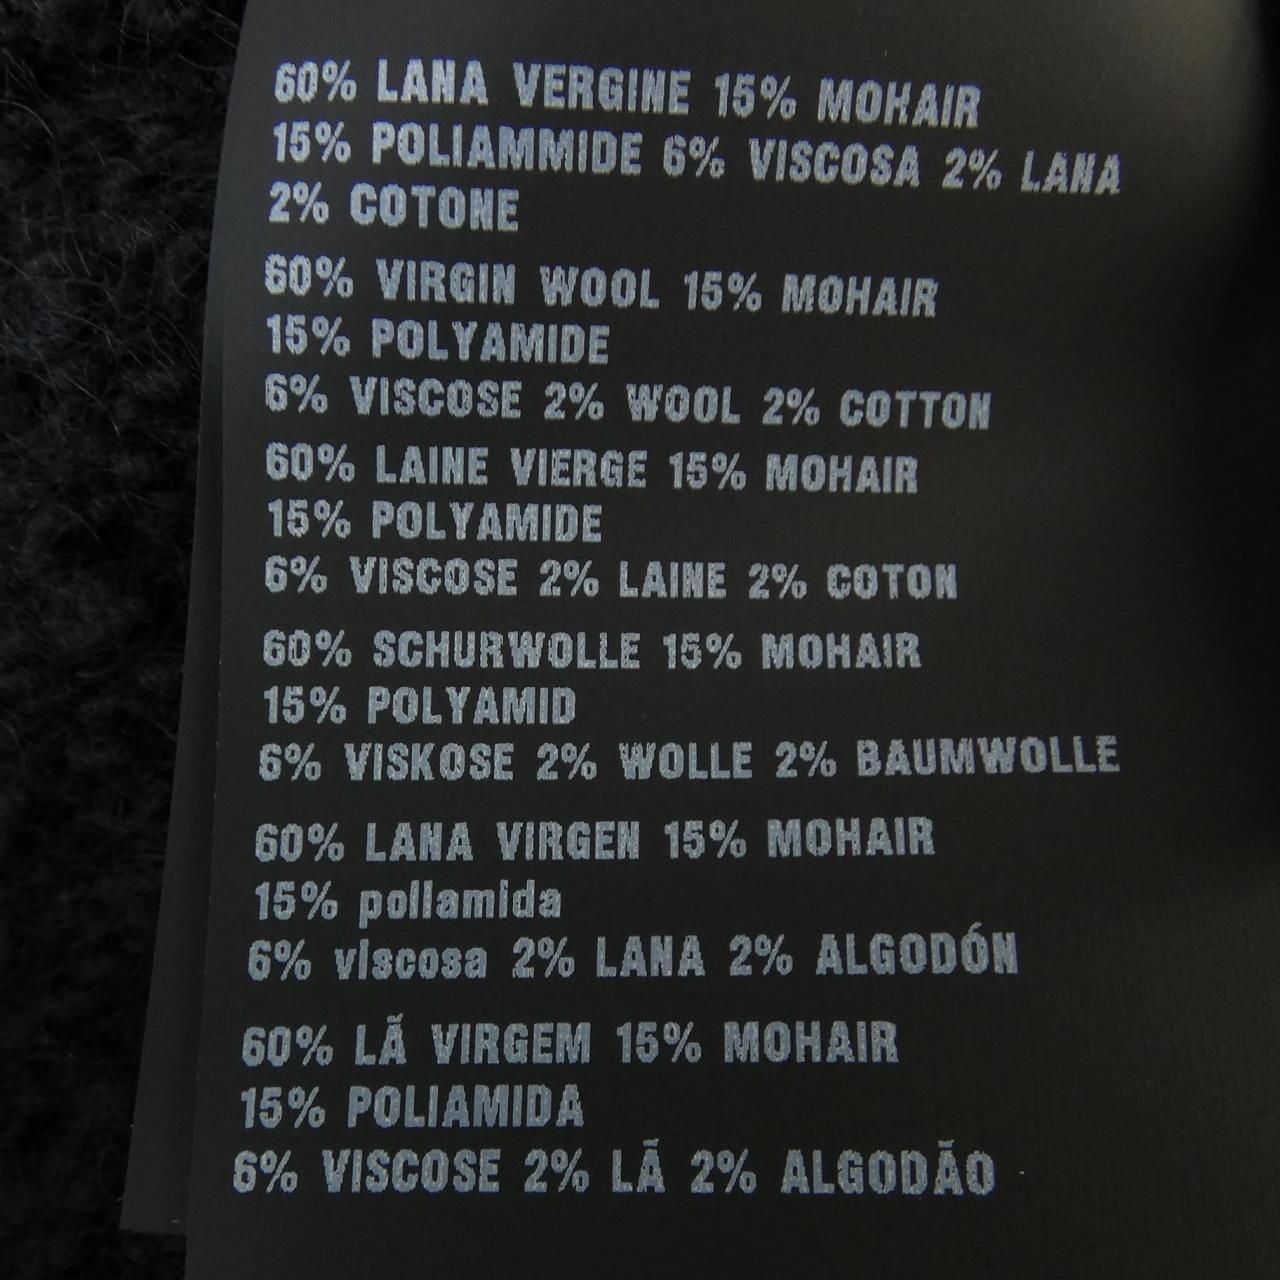 60% LANA VERGINE 15% MOHAIR
15% POLIAMMIDE 6% VISCOSA 2% LANA
2% COTONE
60% VIRGIN WOOL 15% MOHAIR
15% POLYAMIDE
6% VISCOSE 2% WOOL 2% COTTON
60% LAINE VIERGE 15% MOHAIR
15% POLYAMIDE
6% VISCOSE 2% LAINE 2% COTON
60% SCHURWOLLE 15% MOHAIR
15% POLYAMID
6% VISKOSE 2% WOLLE 2% BAUMWOLLE
60% LANA VIRGEN 15% MOHAIR
15% poliamida
6% viscosa 2% LANA 2% ALGODÓN
60% LÃ VIRGEM 15% MOHAIR
15% POLIAMIDA
6% VISCOSE 2% LÃ 2% ALGODÃO